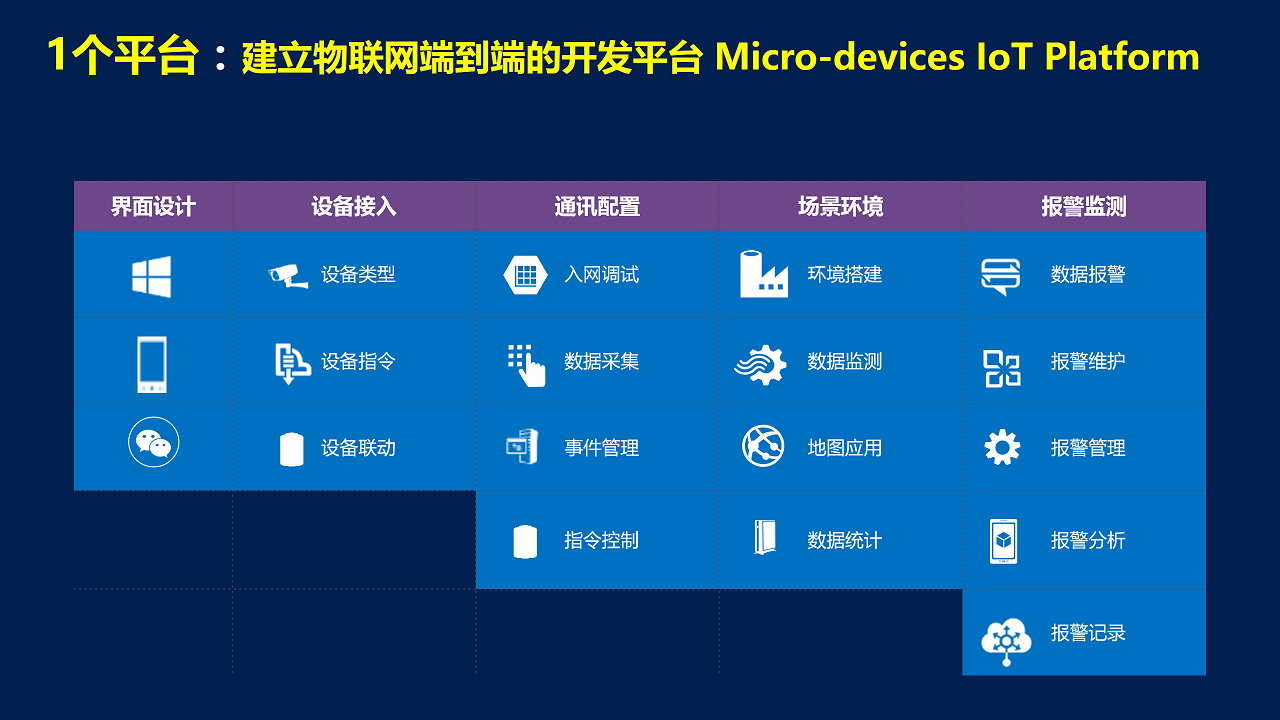 1个平台：建立物联网端到端的开发平台 Micro-devices IoT Platform
界面设计 设备接入 通讯配置 场景环境 报警监测
设备类型 入网调试 环境搭建 数据报警
设备指令 数据采集 数据监测 报警维护
设备联动 事件管理 地图应用 报警管理
指令控制 数据统计 报警分析
报警记录